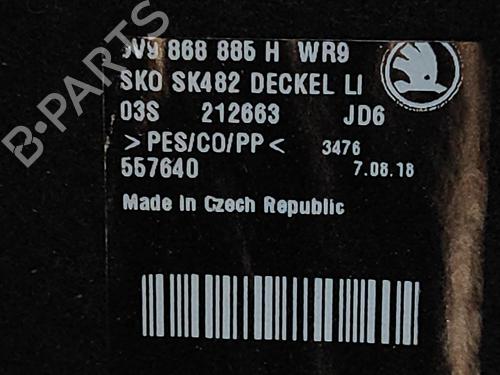 5V9 868 885 H WR9
SKO SK482 DECKEL LI
03S 212663 JD6
>PES/CO/PP< 3476
557640 7.08.18
Made in Czech Republic
B-PARTS